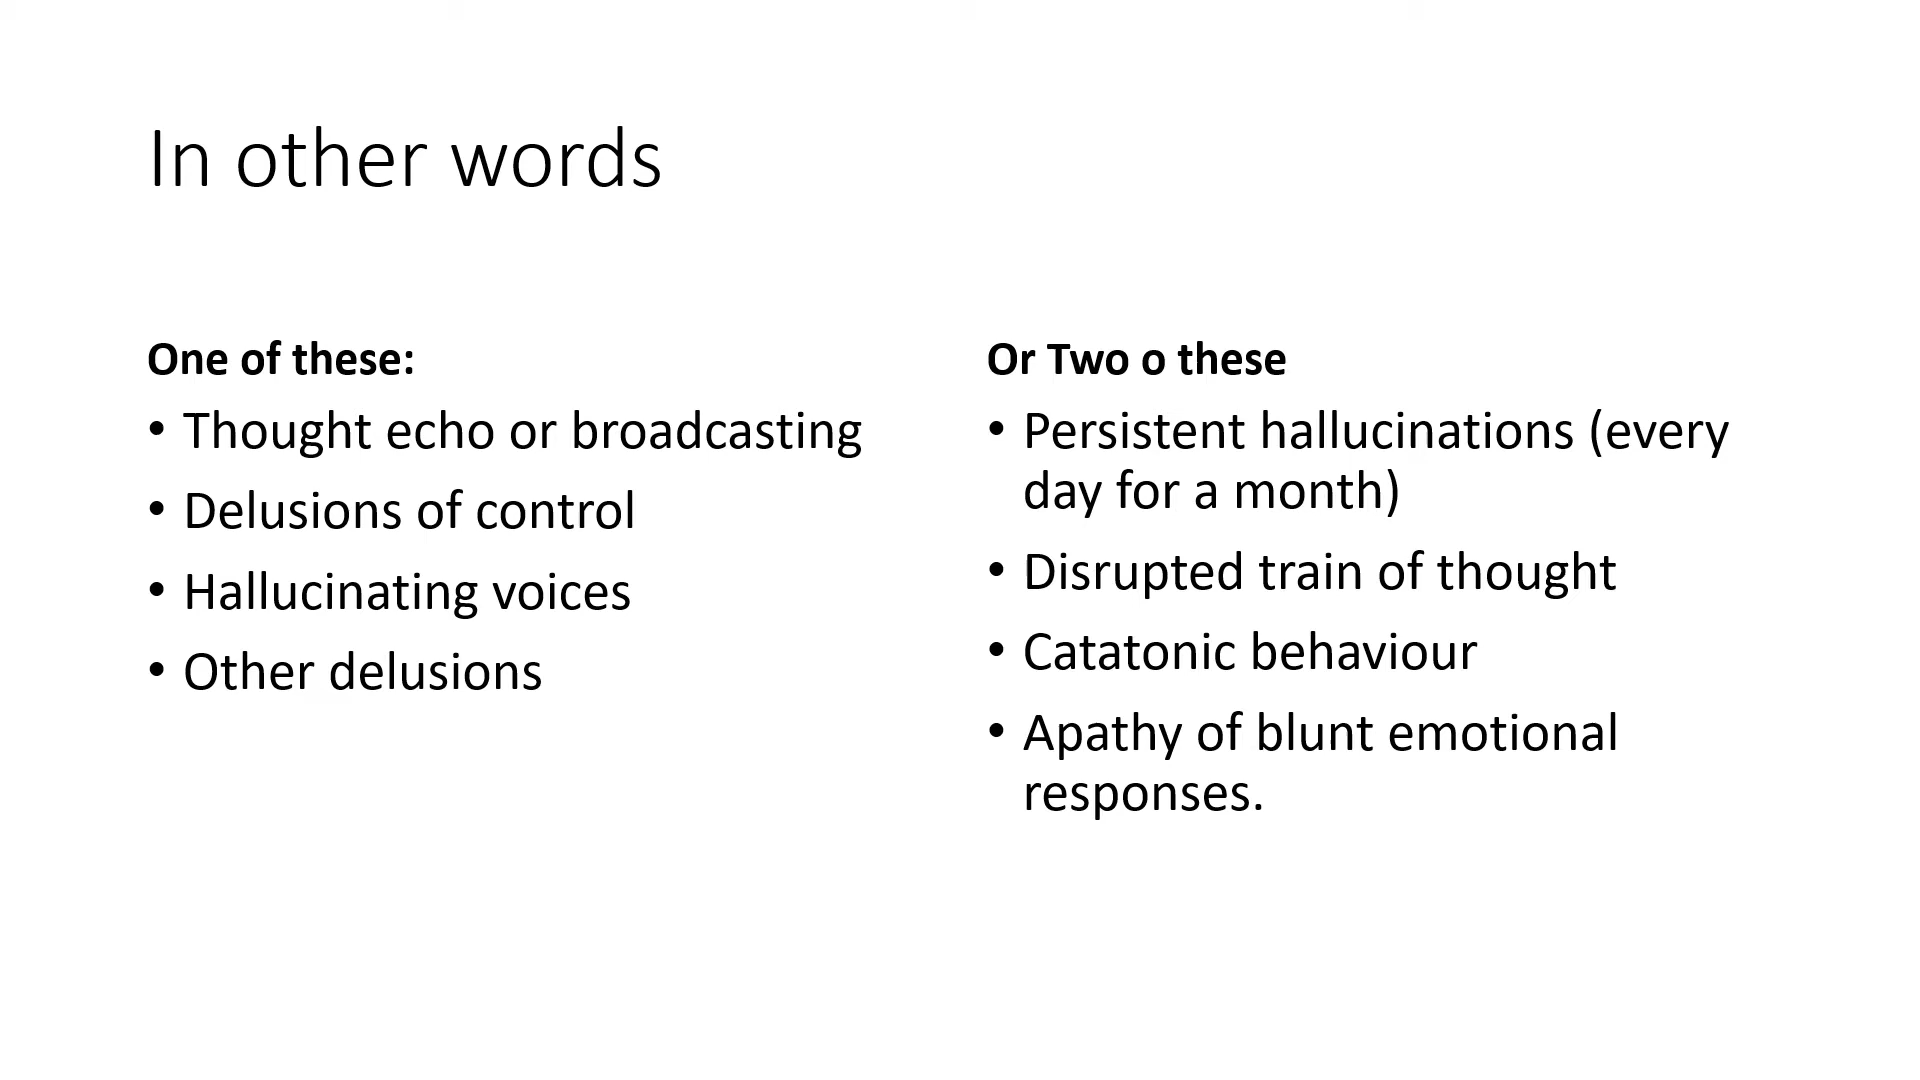 In other words
One of these:
• Thought echo or broadcasting
• Delusions of control
• Hallucinating voices
• Other delusions
Or Two o these
• Persistent hallucinations (every
day for a month)
• Disrupted train of thought
• Catatonic behaviour
• Apathy of blunt emotional
responses.